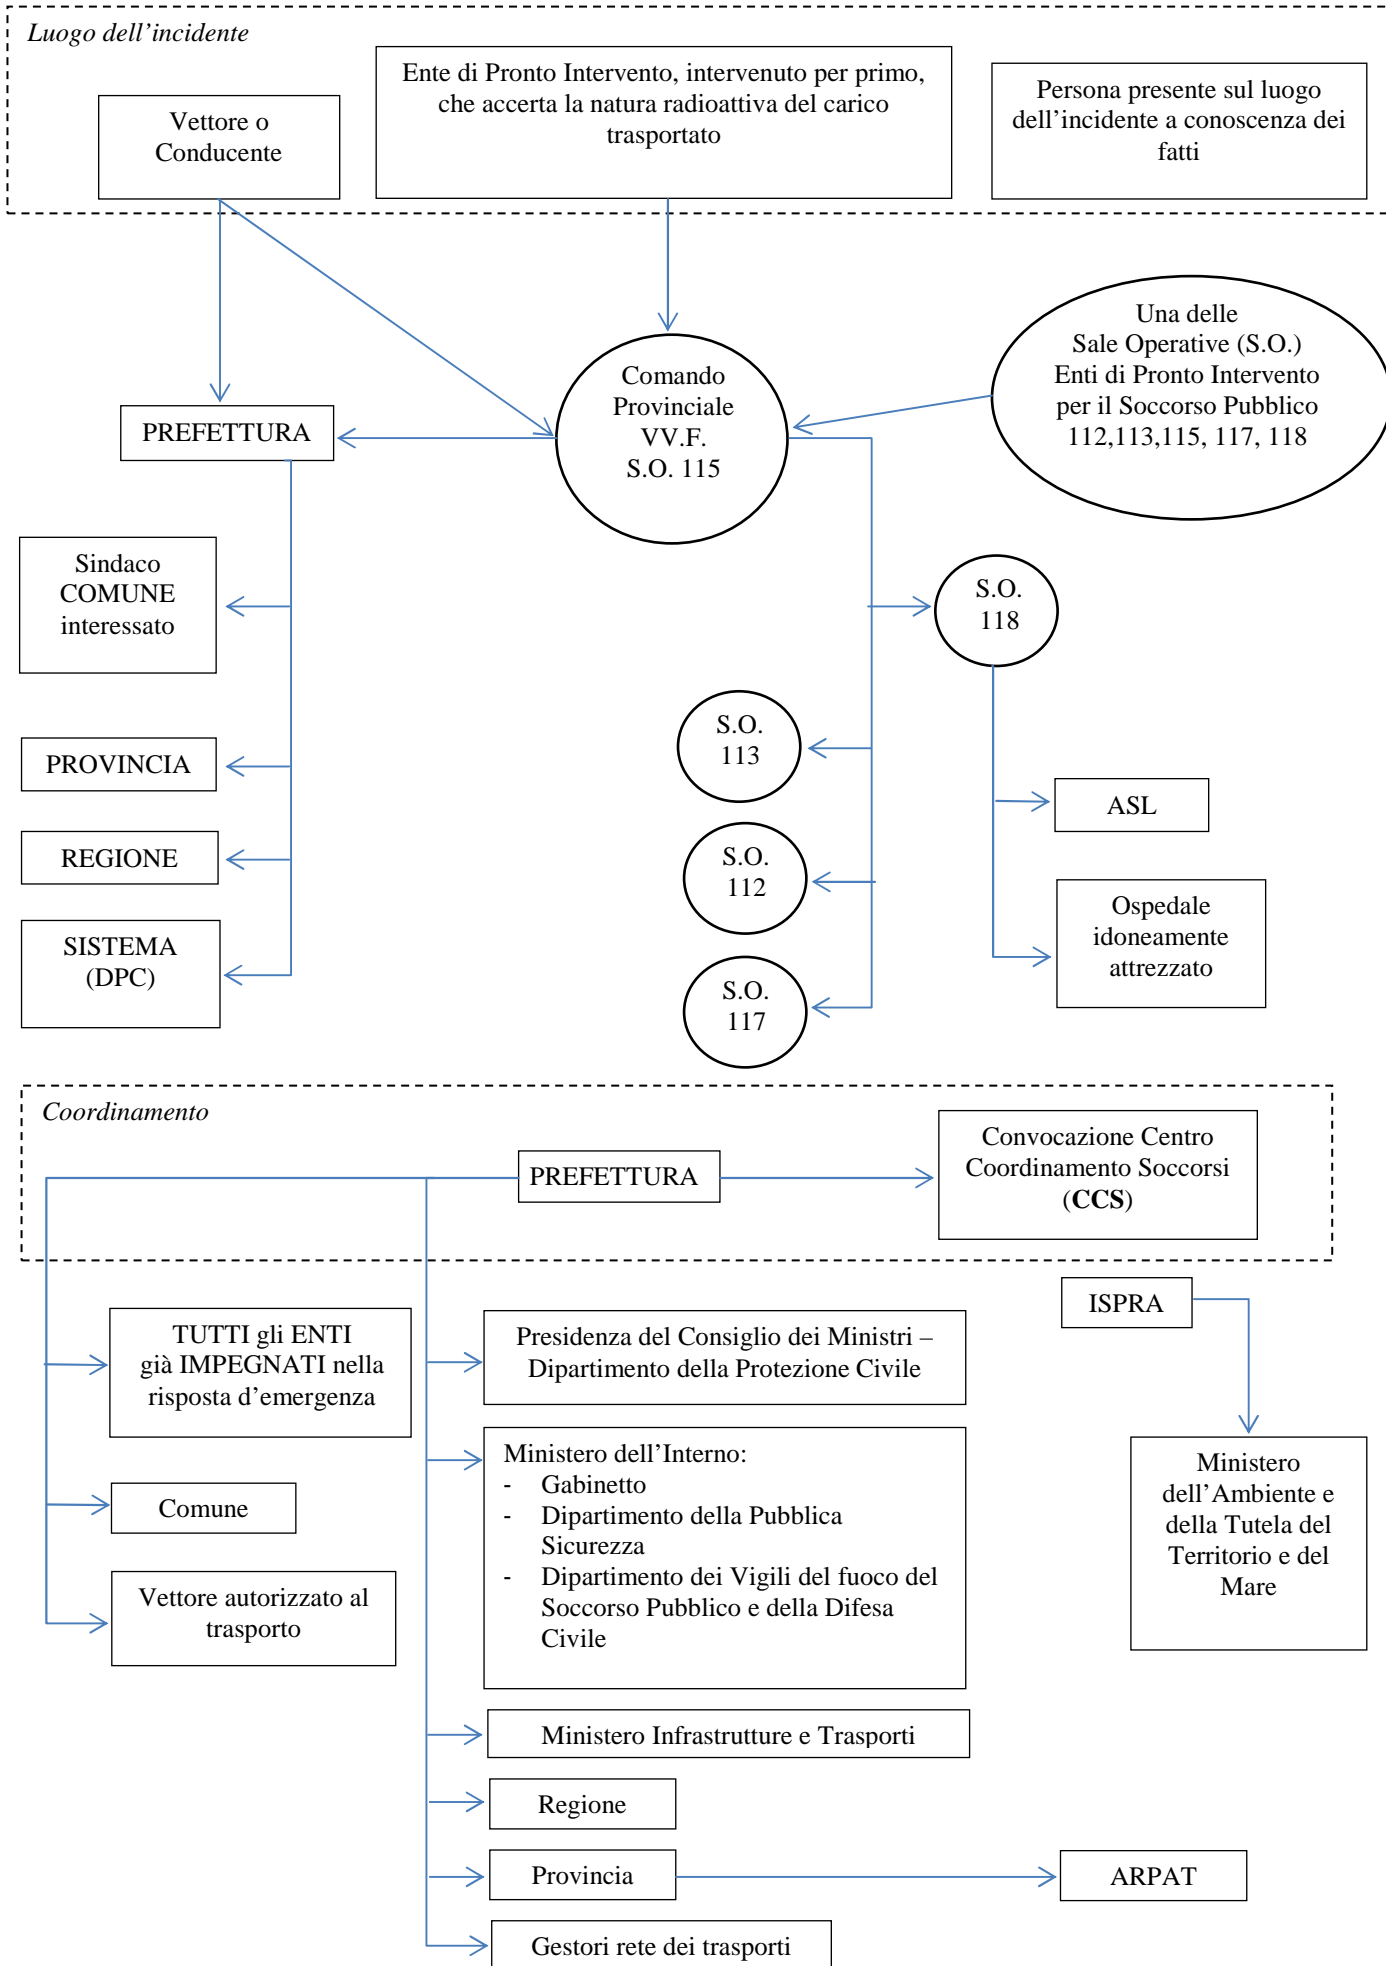 Luogo dell’incidente
Vettore o
Conducente
Ente di Pronto Intervento, intervenuto per primo,
che accerta la natura radioattiva del carico
trasportato
Persona presente sul luogo
dell’incidente a conoscenza dei
fatti
PREFETTURA
Comando
Provinciale
VV.F.
S.O. 115
Una delle
Sale Operative (S.O.)
Enti di Pronto Intervento
per il Soccorso Pubblico
112,113,115, 117, 118
Sindaco
COMUNE
interessato
PROVINCIA
REGIONE
SISTEMA
(DPC)
S.O.
118
S.O.
113
S.O.
112
S.O.
117
ASL
Ospedale
idoneamente
attrezzato
Coordinamento
PREFETTURA
Convocazione Centro
Coordinamento Soccorsi
(CCS)
TUTTI gli ENTI
già IMPEGNATI nella
risposta d’emergenza
Comune
Vettore autorizzato al
trasporto
Presidenza del Consiglio dei Ministri –
Dipartimento della Protezione Civile
Ministero dell’Interno:
- Gabinetto
- Dipartimento della Pubblica
Sicurezza
- Dipartimento dei Vigili del fuoco del
Soccorso Pubblico e della Difesa
Civile
Ministero Infrastrutture e Trasporti
Regione
Provincia
Gestori rete dei trasporti
ISPRA
Ministero
dell’Ambiente e
della Tutela del
Territorio e del
Mare
ARPAT